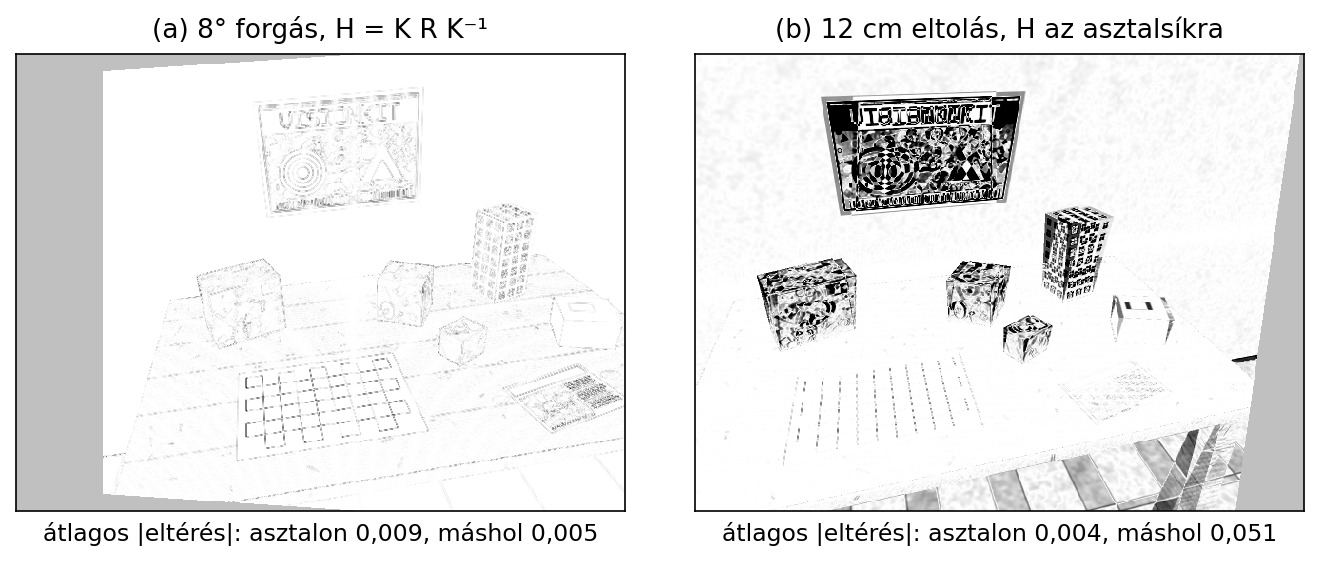 (a) 8° forgás, H = K R K⁻¹
(b) 12 cm eltolás, H az asztalsíkra
VISIONKIT
átlagos |eltérés|: asztalon 0,009, máshol 0,005
átlagos |eltérés|: asztalon 0,004, máshol 0,051